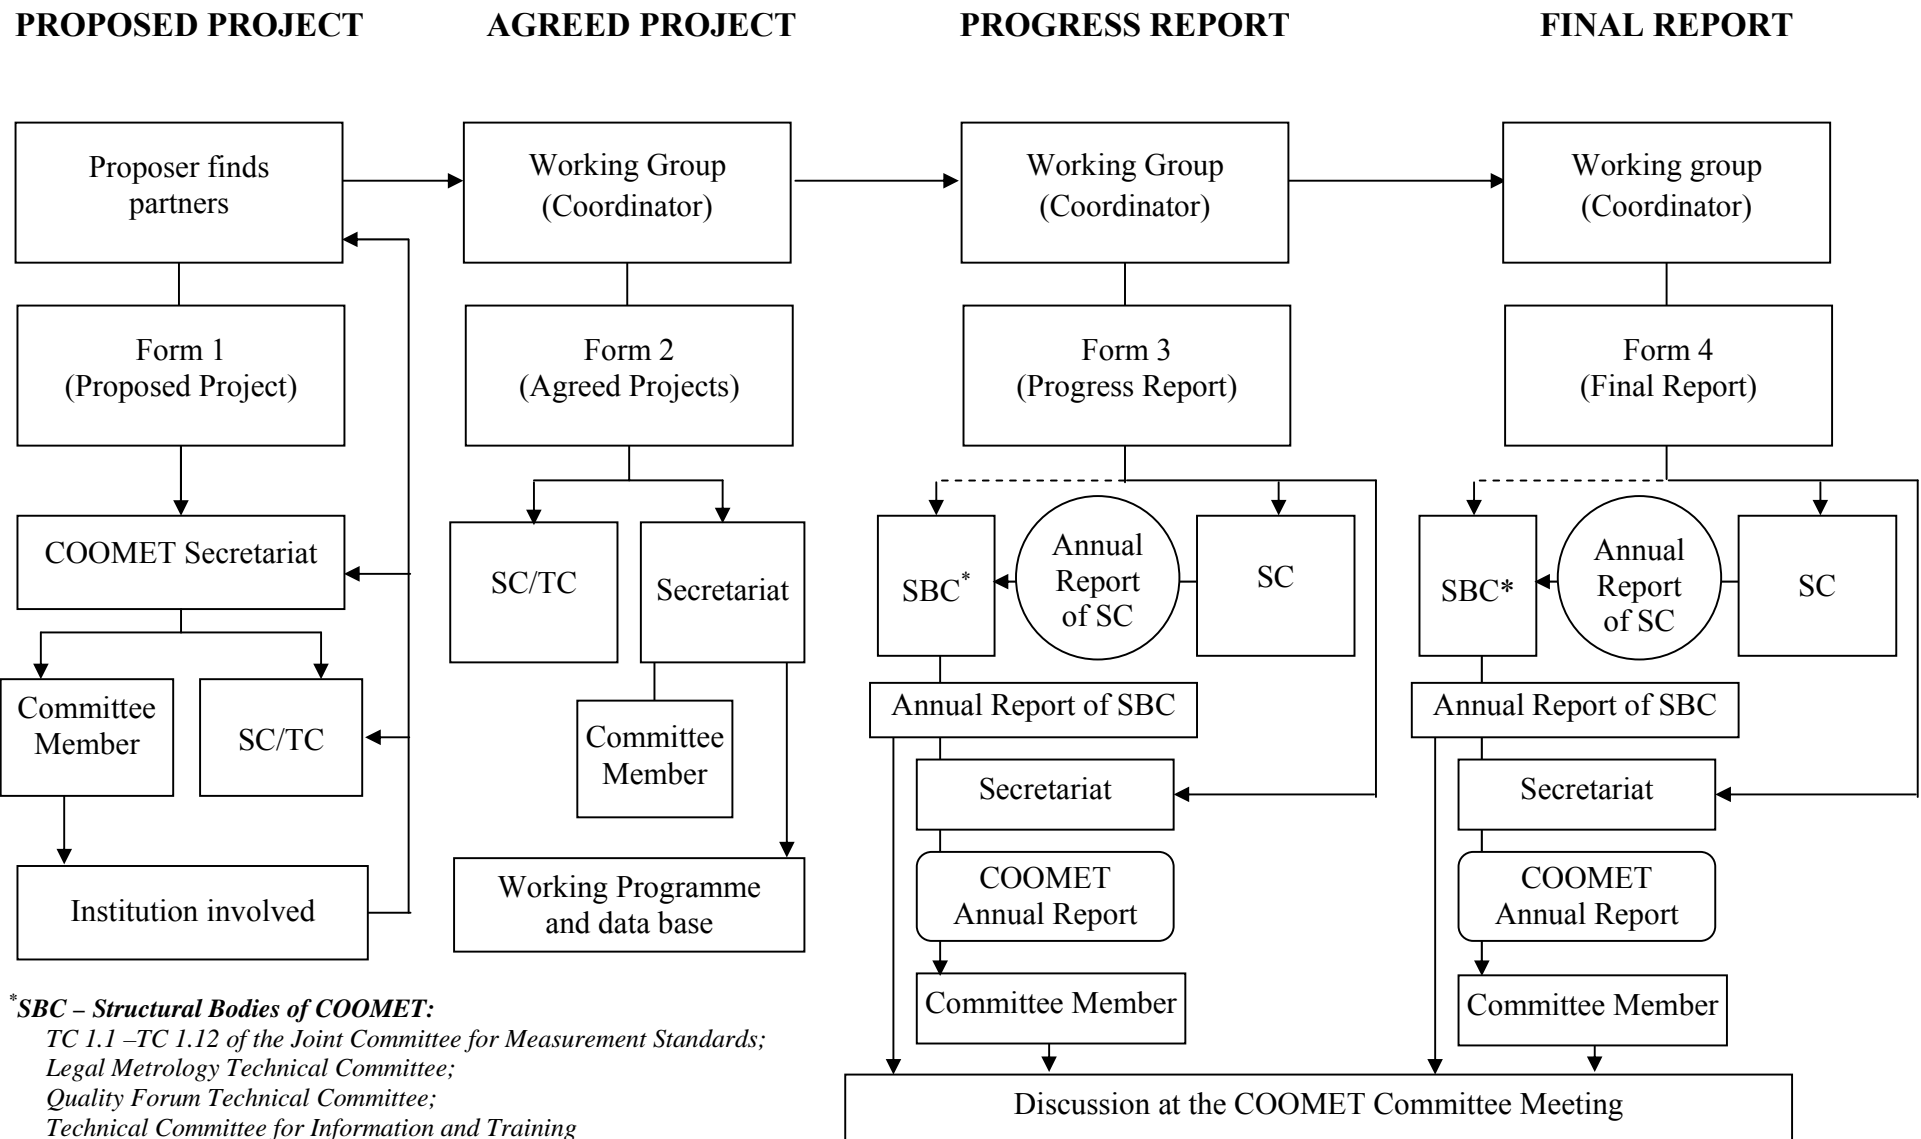 PROPOSED PROJECT
AGREED PROJECT
PROGRESS REPORT
FINAL REPORT
Proposer finds
partners
Form 1
(Proposed Project)
COOMET Secretariat
Committee
Member
SC/TC
Institution involved
Working Group
(Coordinator)
Form 2
(Agreed Projects)
SC/TC
Secretariat
Committee
Member
Working Programme
and data base
Working Group
(Coordinator)
Form 3
(Progress Report)
SBC*
Annual
Report
of SC
SC
Annual Report of SBC
Secretariat
COOMET
Annual Report
Committee Member
Working group
(Coordinator)
Form 4
(Final Report)
SBC*
Annual
Report
of SC
SC
Annual Report of SBC
Secretariat
COOMET
Annual Report
Committee Member
Discussion at the COOMET Committee Meeting
*SBC – Structural Bodies of COOMET:
TC 1.1 –TC 1.12 of the Joint Committee for Measurement Standards;
Legal Metrology Technical Committee;
Quality Forum Technical Committee;
Technical Committee for Information and Training